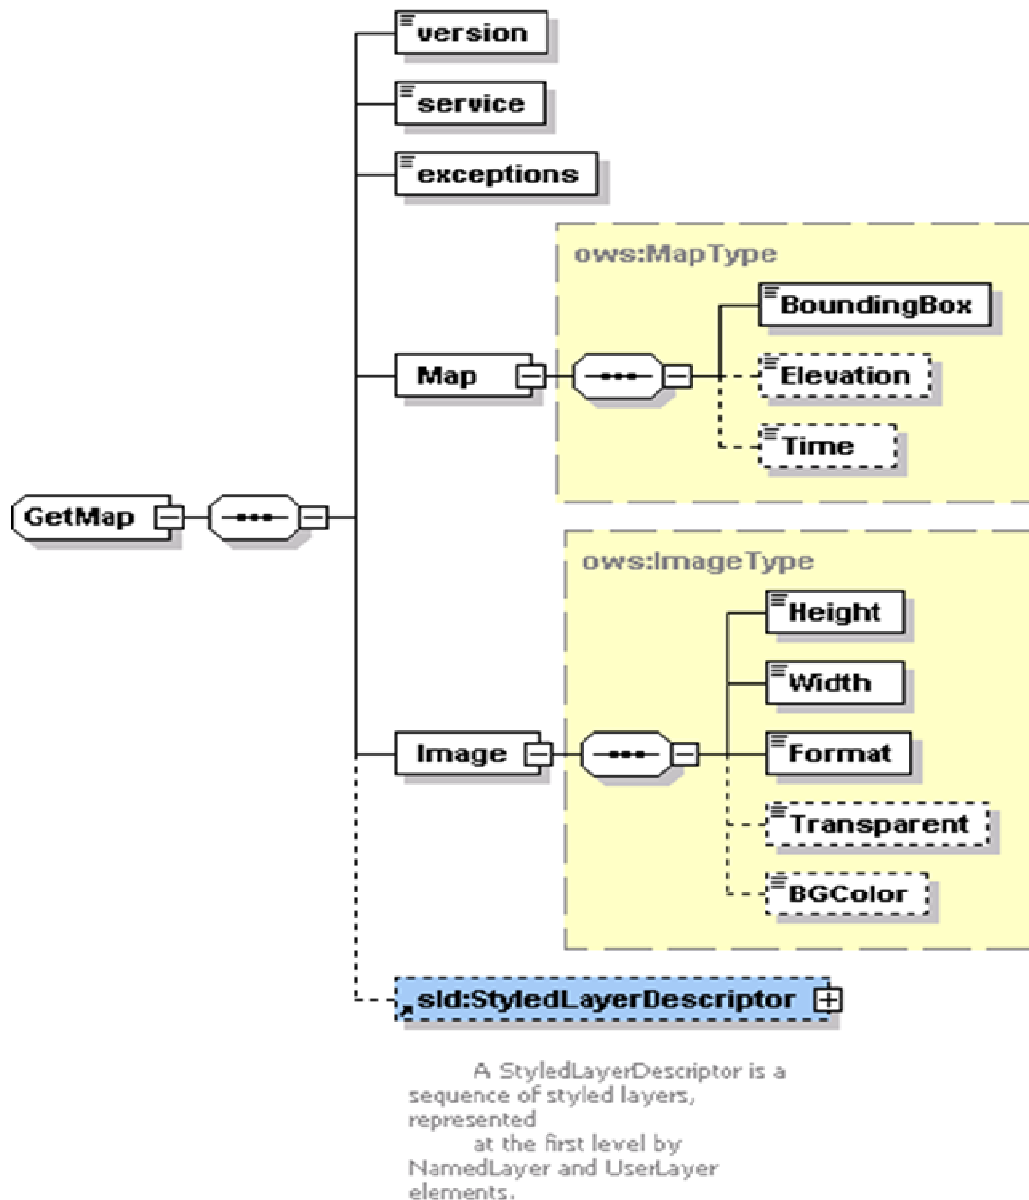 version
service
exceptions
ows:MapType
BoundingBox
Map
Elevation
Time
GetMap
ows:ImageType
Height
Width
Image
Format
Transparent
BGColor
sld:StyledLayerDescriptor
A StyledLayerDescriptor is a
sequence of styled layers,
represented
at the first level by
NamedLayer and UserLayer
elements.